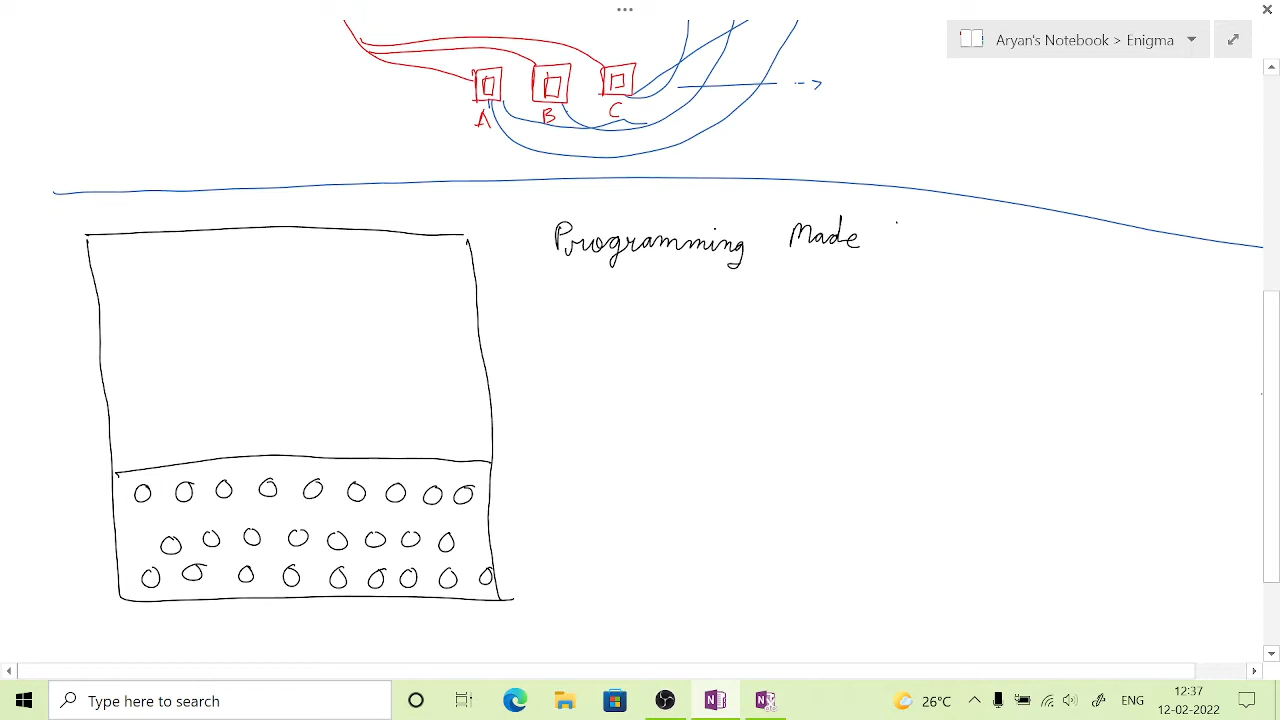 Aryan's Notebook > Enigma
A B C
Programming Made
Type here to search
26°C
ENG
12:37
12-02-2022